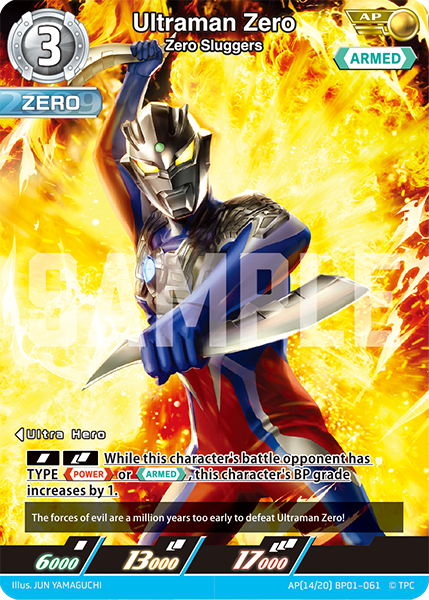 Ultraman Zero
Zero Sluggers
AP
3
ARMED
ZERO
SAMPLE
Ultra Hero
While this character's battle opponent has
TYPE POWER or ARMED, this character's BP grade
increases by 1.
The forces of evil are a million years too early to defeat Ultraman Zero!
6000 13000 17000
Illus. JUN YAMAGUCHI AP(14/20) BP01-061 © TPC